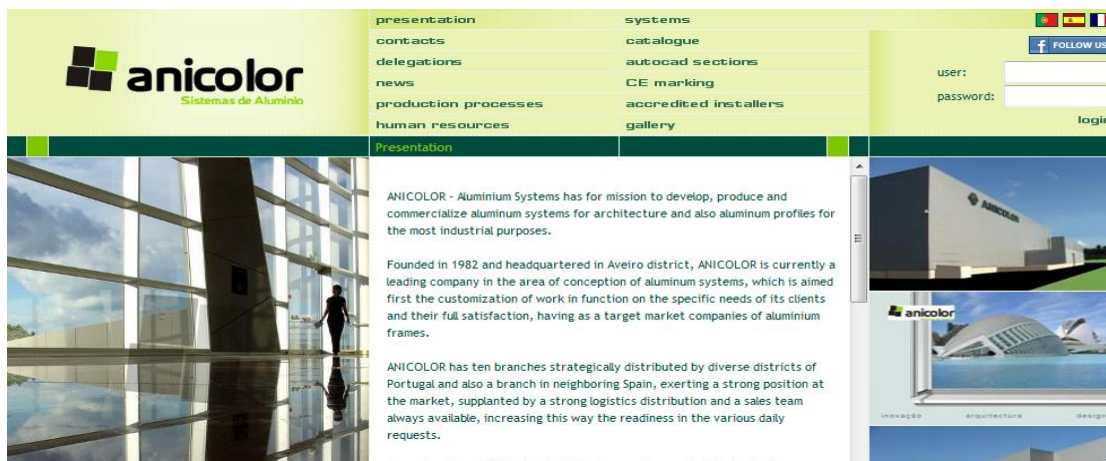 presentation
systems
contacts
catalogue
delegations
autocad sections
news
CE marking
production processes
accredited installers
human resources
gallery
anicolor
Sistemas de Alumínio
FOLLOW US
user:
password:
login
Presentation
ANICOLOR - Aluminium Systems has for mission to develop, produce and
commercialize aluminum systems for architecture and also aluminum profiles for
the most industrial purposes.
Founded in 1982 and headquartered in Aveiro district, ANICOLOR is currently a
leading company in the area of conception of aluminum systems, which is aimed
first the customization of work in function on the specific needs of its clients
and their full satisfaction, having as a target market companies of aluminium
frames.
ANICOLOR has ten branches strategically distributed by diverse districts of
Portugal and also a branch in neighboring Spain, exerting a strong position at
the market, supplanted by a strong logistics distribution and a sales team
always available, increasing this way the readiness in the various daily
requests.
ANICOLOR
anicolor
inovação arquitectura design